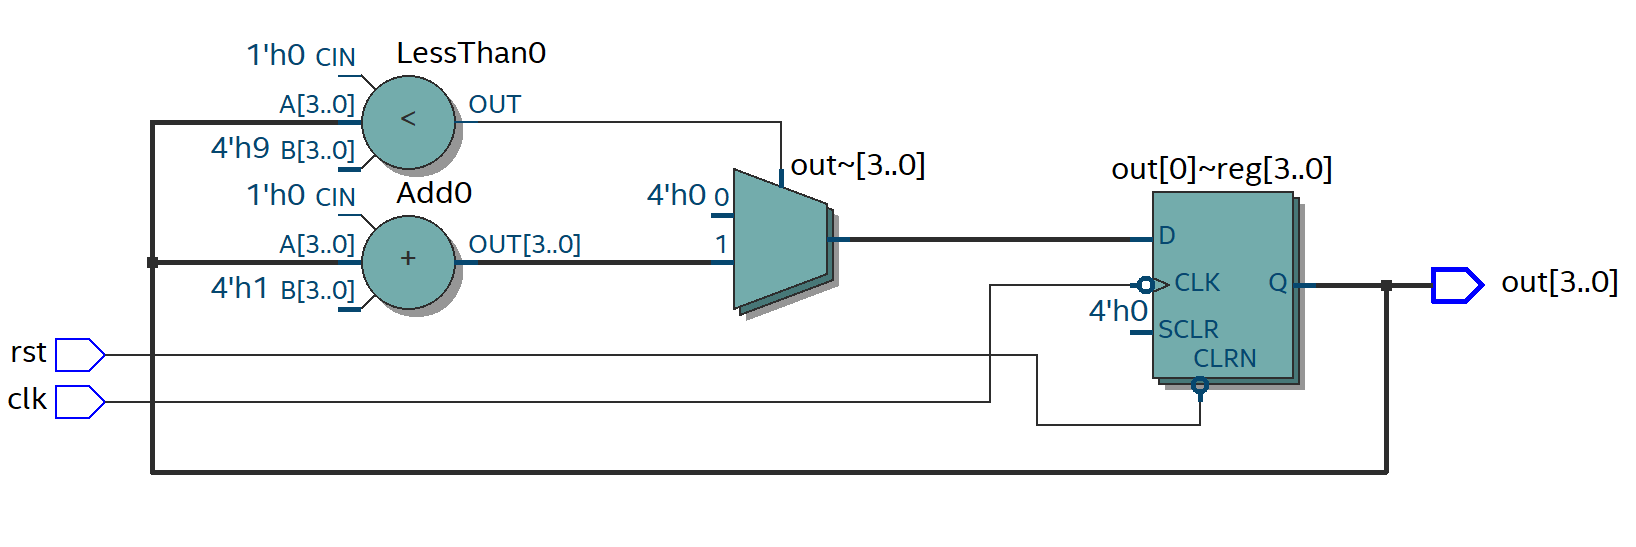 LessThan0
1'h0 CIN
A[3..0] OUT
4'h9 B[3..0]
<
Add0
1'h0 CIN
A[3..0] OUT[3..0]
4'h1 B[3..0]
+
out~[3..0]
4'h0 0
1
out[0]~reg[3..0]
D
CLK Q
4'h0
SCLR
CLRN
out[3..0]
rst
clk